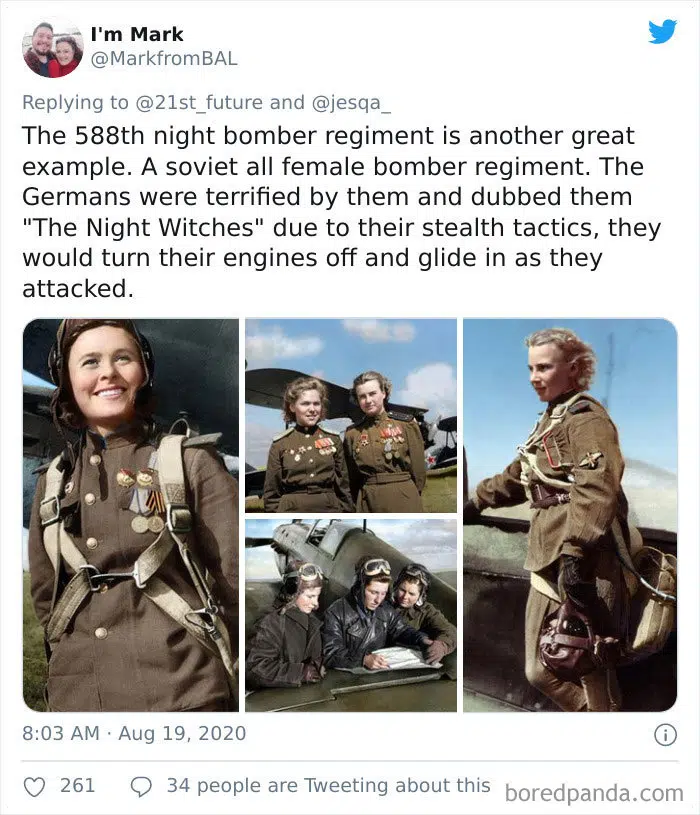 I'm Mark
@MarkfromBAL
Replying to @21st_future and @jesqa_
The 588th night bomber regiment is another great
example. A soviet all female bomber regiment. The
Germans were terrified by them and dubbed them
"The Night Witches" due to their stealth tactics, they
would turn their engines off and glide in as they
attacked.
8:03 AM · Aug 19, 2020
261
34 people are Tweeting about this
boredpanda.com